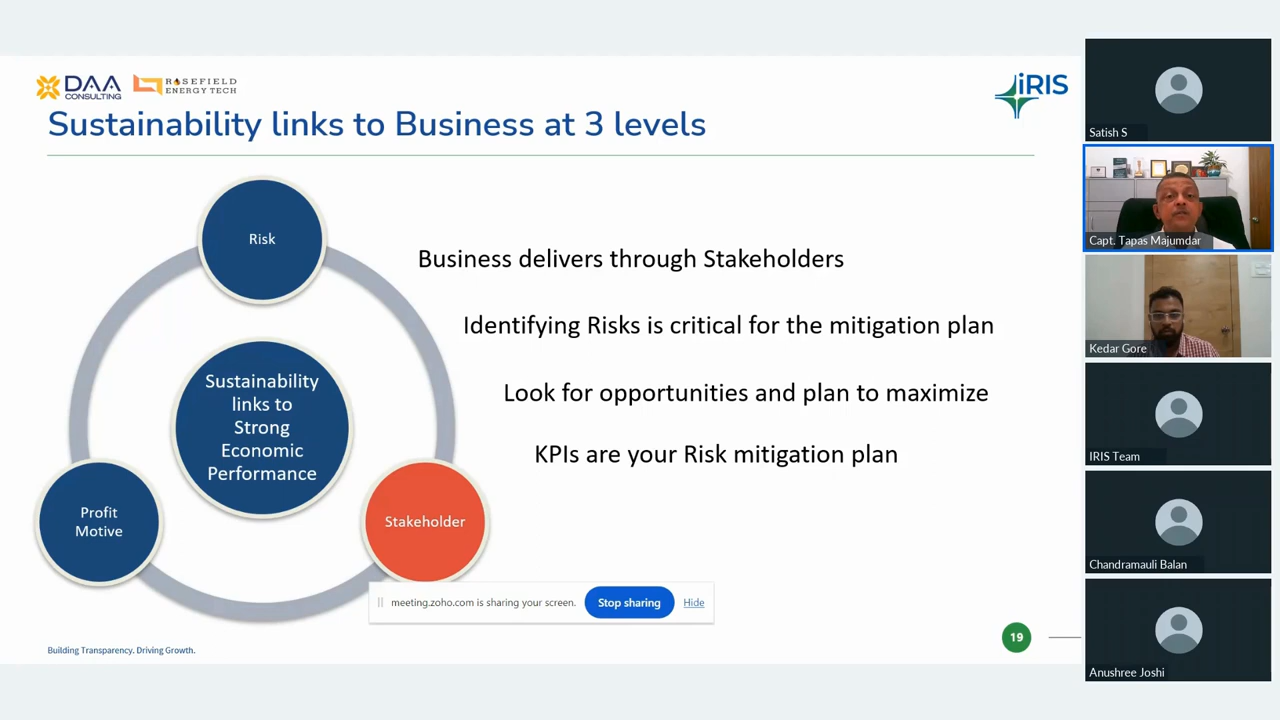 DAA
CONSULTING
ROSEFIELD
ENERGY TECH
iRIS
Sustainability links to Business at 3 levels
Risk
Business delivers through Stakeholders
Identifying Risks is critical for the mitigation plan
Look for opportunities and plan to maximize
KPIs are your Risk mitigation plan
Sustainability
links to
Strong
Economic
Performance
Profit
Motive
Stakeholder
meeting.zoho.com is sharing your screen.
Stop sharing
Hide
19
Building Transparency. Driving Growth.
Satish S
Capt. Tapas Majumdar
Kedar Gore
IRIS Team
Chandramauli Balan
Anushree Joshi